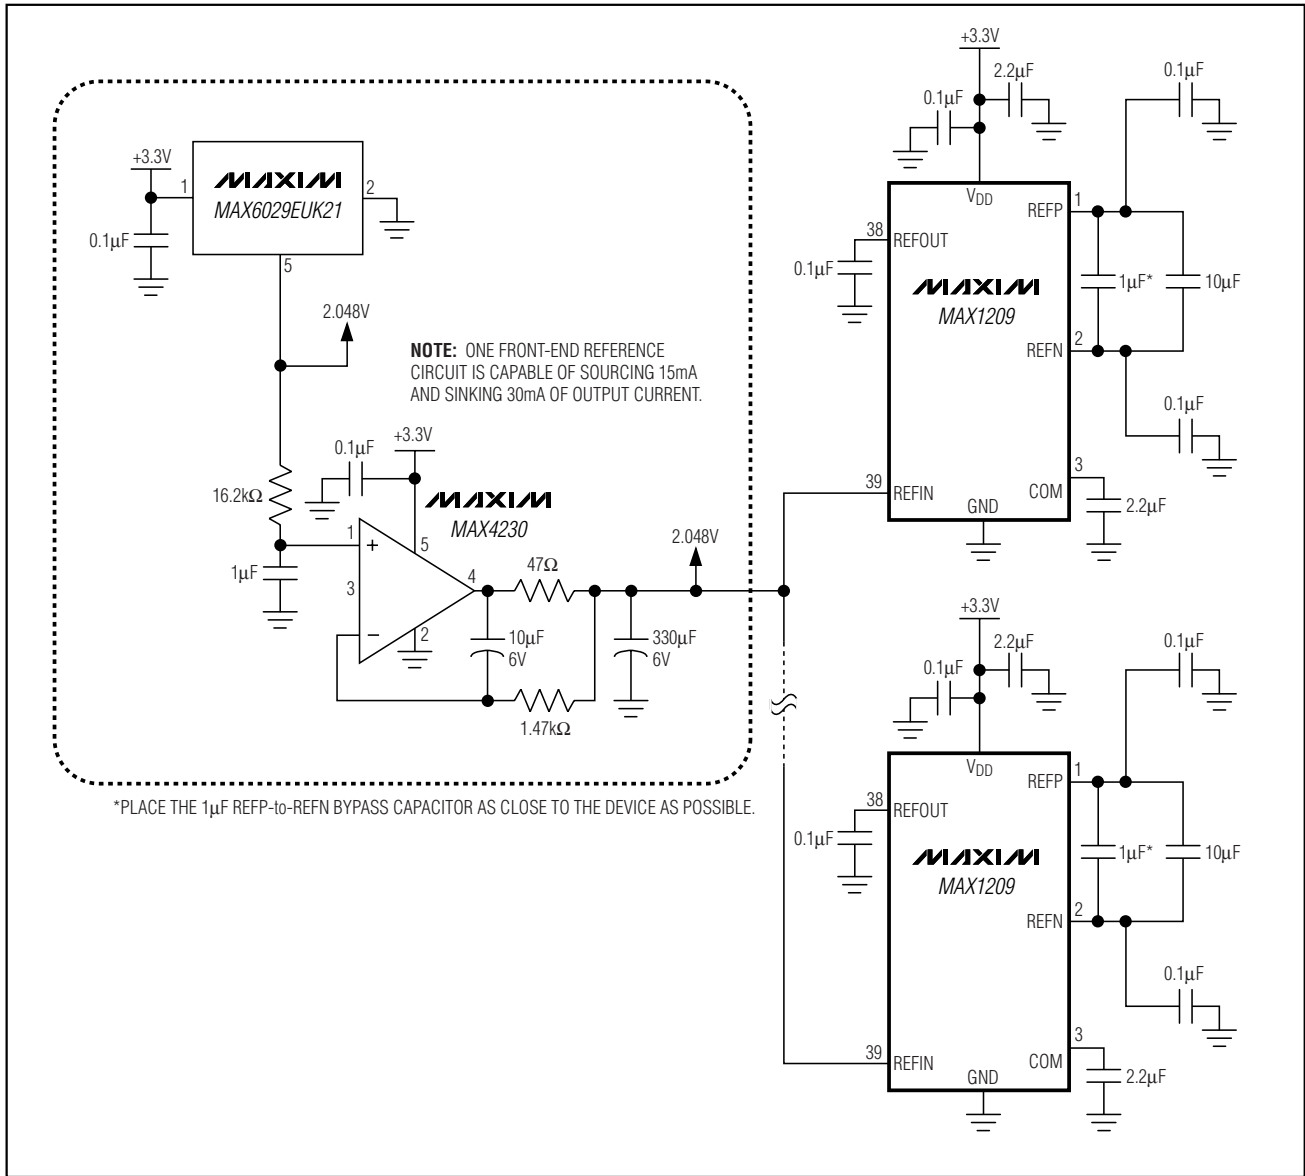 +3.3V
1
MAXIM
MAX6029EUK21
2
0.1µF
5
2.048V
NOTE: ONE FRONT-END REFERENCE
CIRCUIT IS CAPABLE OF SOURCING 15mA
AND SINKING 30mA OF OUTPUT CURRENT.
16.2kΩ
1µF
0.1µF
+3.3V
MAXIM
MAX4230
1
+
5
3
4
−
2
47Ω
10µF
6V
1.47kΩ
330µF
6V
2.048V
*PLACE THE 1µF REFP-to-REFN BYPASS CAPACITOR AS CLOSE TO THE DEVICE AS POSSIBLE.
+3.3V
0.1µF
2.2µF
0.1µF
VDD
REFP
1
38
REFOUT
0.1µF
MAXIM
MAX1209
1µF*
10µF
REFN
2
0.1µF
39
REFIN
COM
3
GND
2.2µF
+3.3V
0.1µF
2.2µF
0.1µF
VDD
REFP
1
38
REFOUT
0.1µF
MAXIM
MAX1209
1µF*
10µF
REFN
2
0.1µF
39
REFIN
COM
3
GND
2.2µF